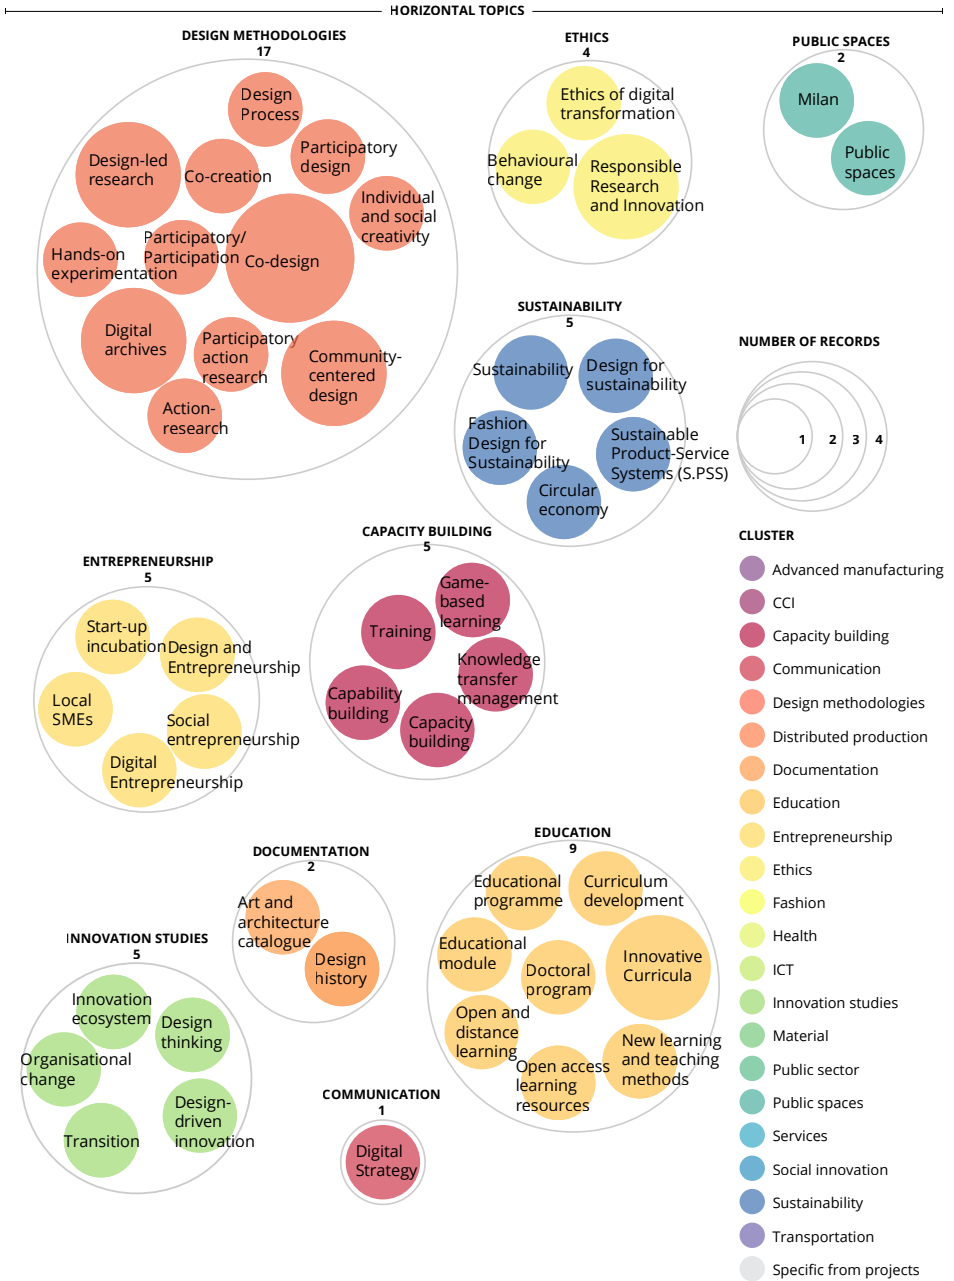 HORIZONTAL TOPICS
DESIGN METHODOLOGIES
17
Design
Process
Participatory
design
Design-led
research
Co-creation
Individual
and social
creativity
Participatory/
Participation
Hands-on
experimentation
Co-design
Digital
archives
Participatory
action
research
Community-
centered
design
Action-
research
ETHICS
4
Ethics of digital
transformation
Behavioural
change
Responsible
Research
and Innovation
PUBLIC SPACES
2
Milan
Public
spaces
SUSTAINABILITY
5
Sustainability
Design for
sustainability
Fashion
Design for
Sustainability
Sustainable
Product-Service
Systems (S.PSS)
Circular
economy
NUMBER OF RECORDS
1 2 3 4
CAPACITY BUILDING
5
Game-
based
learning
Training
Knowledge
transfer
management
Capability
building
Capacity
building
ENTREPRENEURSHIP
5
Start-up
incubation
Design and
Entrepreneurship
Local
SMEs
Social
entrepreneurship
Digital
Entrepreneurship
DOCUMENTATION
2
Art and
architecture
catalogue
Design
history
EDUCATION
9
Educational
programme
Curriculum
development
Educational
module
Doctoral
program
Innovative
Curricula
Open and
distance
learning
New learning
and teaching
methods
Open access
learning
resources
INNOVATION STUDIES
5
Innovation
ecosystem
Design
thinking
Organisational
change
Design-
driven
innovation
Transition
COMMUNICATION
1
Digital
Strategy
CLUSTER
Advanced manufacturing
CCI
Capacity building
Communication
Design methodologies
Distributed production
Documentation
Education
Entrepreneurship
Ethics
Fashion
Health
ICT
Innovation studies
Material
Public sector
Public spaces
Services
Social innovation
Sustainability
Transportation
Specific from projects